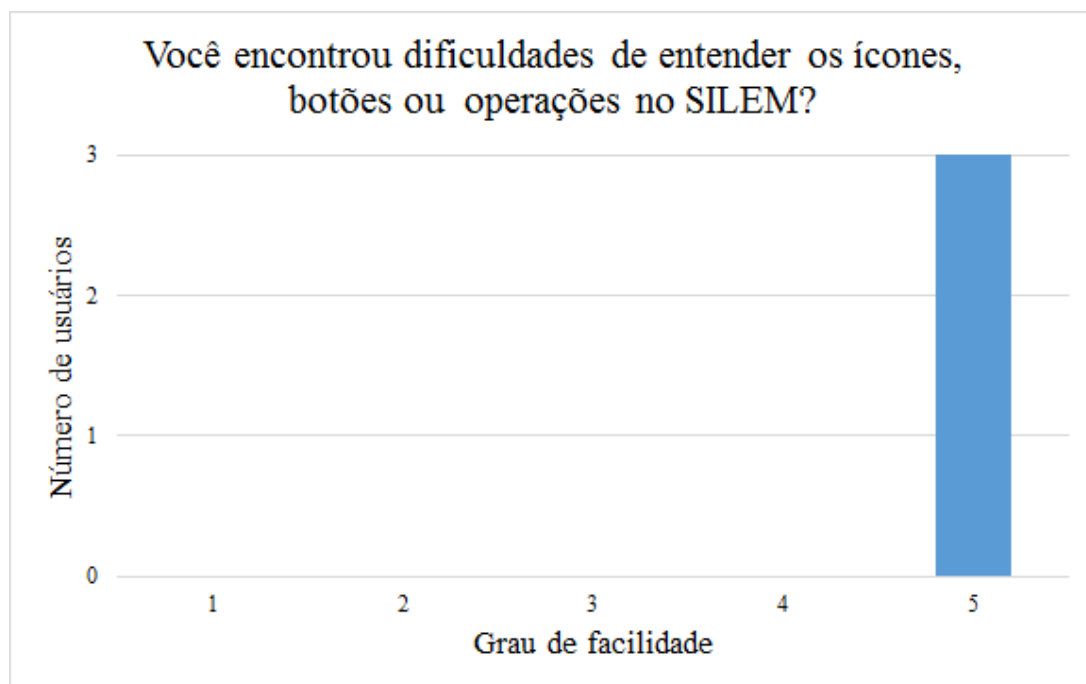 Você encontrou dificuldades de entender os ícones,
botões ou operações no SILEM?
3
2
1
0
Número de usuários
1 2 3 4 5
Grau de facilidade